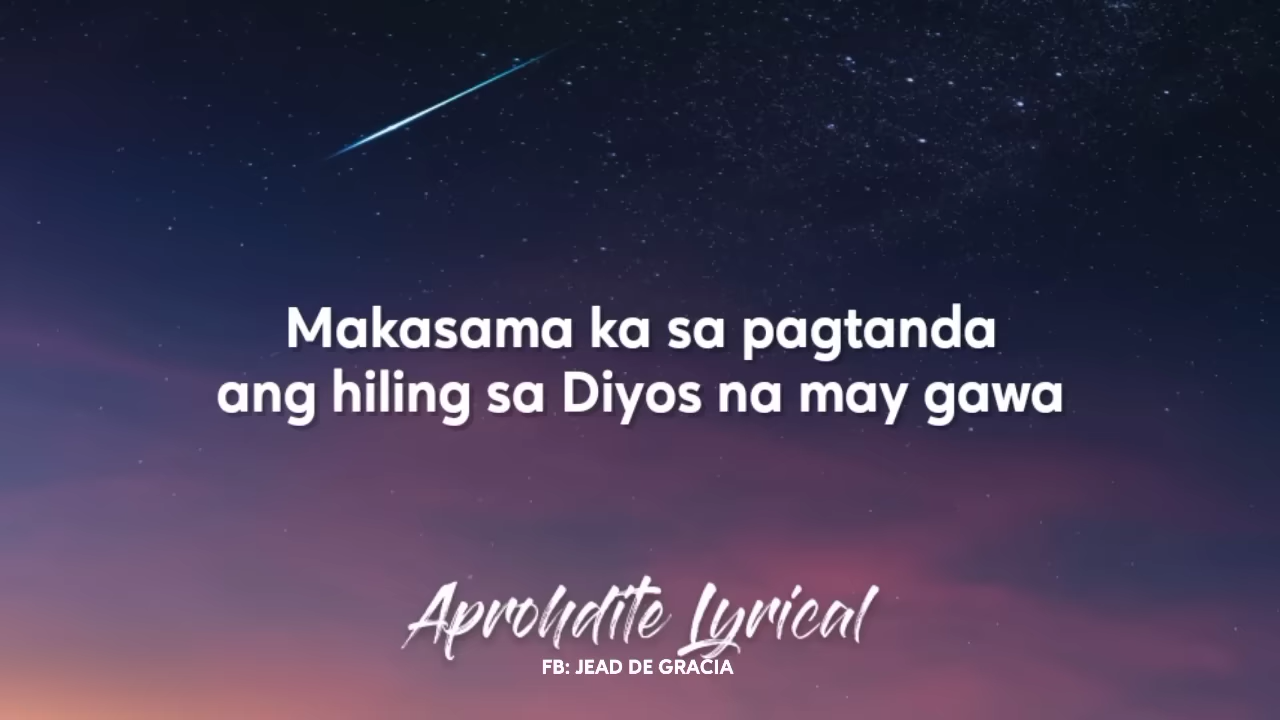 Makasama ka sa pagtanda
ang hiling sa Diyos na may gawa
Aprohdite Lyrical
FB: JEAD DE GRACIA